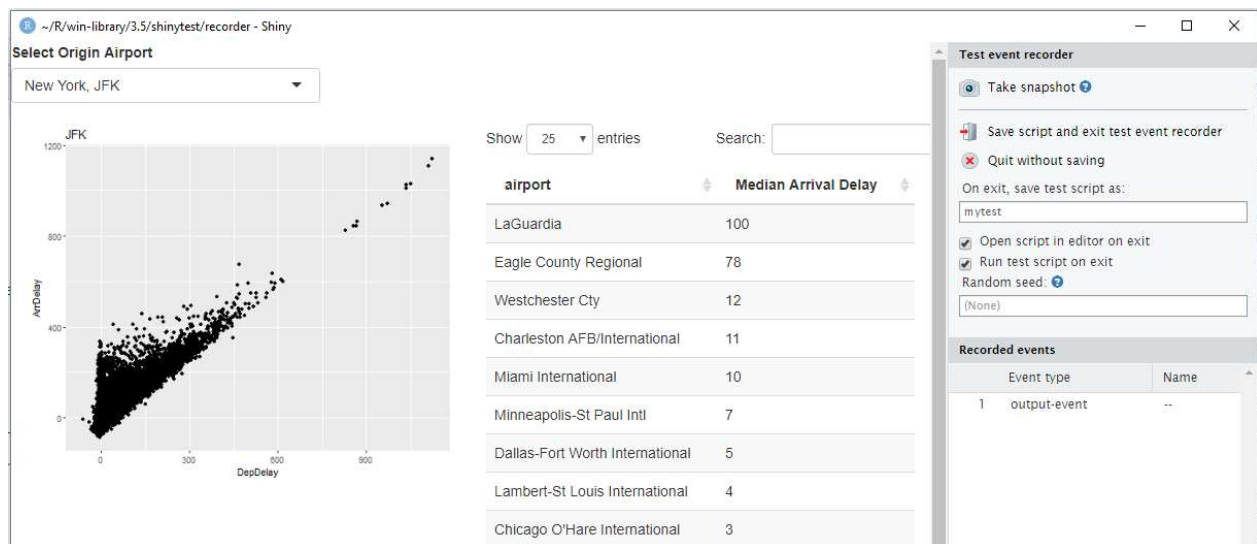 ~/R/win-library/3.5/shinytest/recorder - Shiny
Select Origin Airport
New York, JFK
JFK
1200
800
400
0
0 300 600 900
DepDelay
ArrDelay
Show 25 entries Search:
airport Median Arrival Delay
LaGuardia 100
Eagle County Regional 78
Westchester Cty 12
Charleston AFB/International 11
Miami International 10
Minneapolis-St Paul Intl 7
Dallas-Fort Worth International 5
Lambert-St Louis International 4
Chicago O'Hare International 3
Test event recorder
Take snapshot ?
Save script and exit test event recorder
Quit without saving
On exit, save test script as:
mytest
Open script in editor on exit
Run test script on exit
Random seed: ?
(None)
Recorded events
Event type Name
1 output-event --